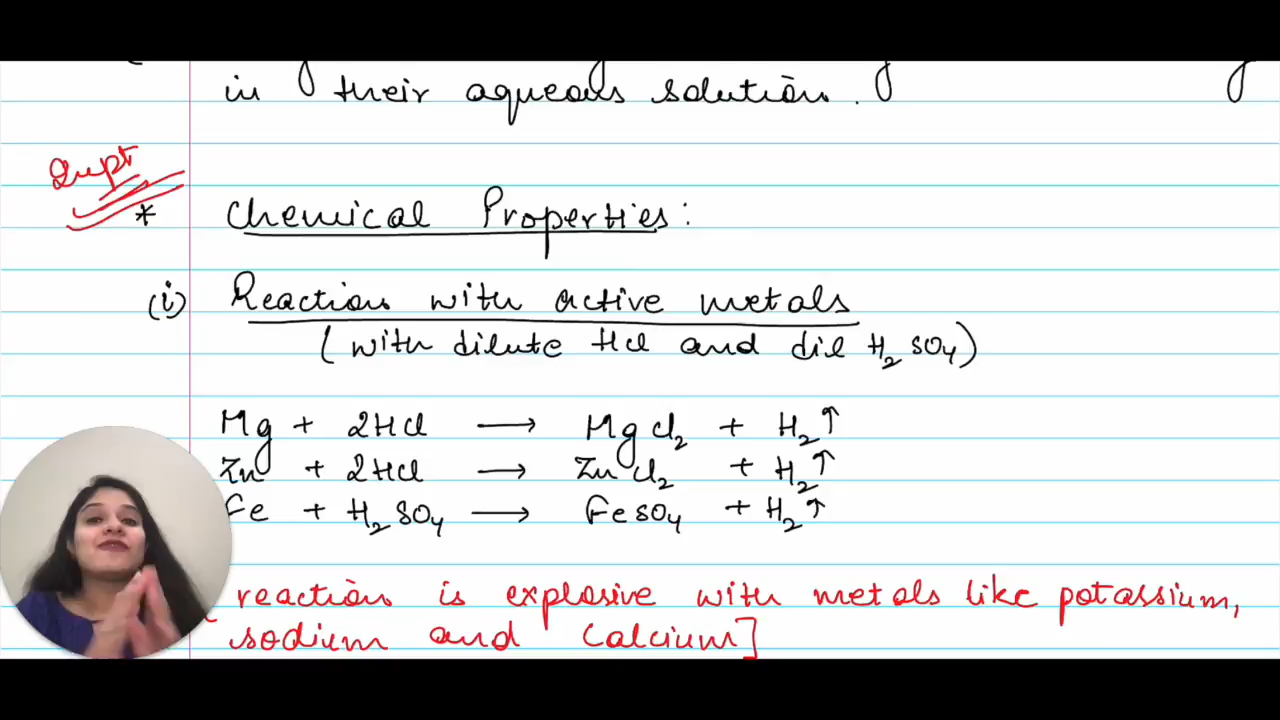 in their aqueous solution.
Impt
* Chemical Properties:
(i) Reaction with active metals
(with dilute HCl and dil H₂SO₄)
Mg + 2HCl ⟶ MgCl₂ + H₂↑
Zn + 2HCl ⟶ ZnCl₂ + H₂↑
Fe + H₂SO₄ ⟶ FeSO₄ + H₂↑
[reaction is explosive with metals like potassium,
sodium and calcium]